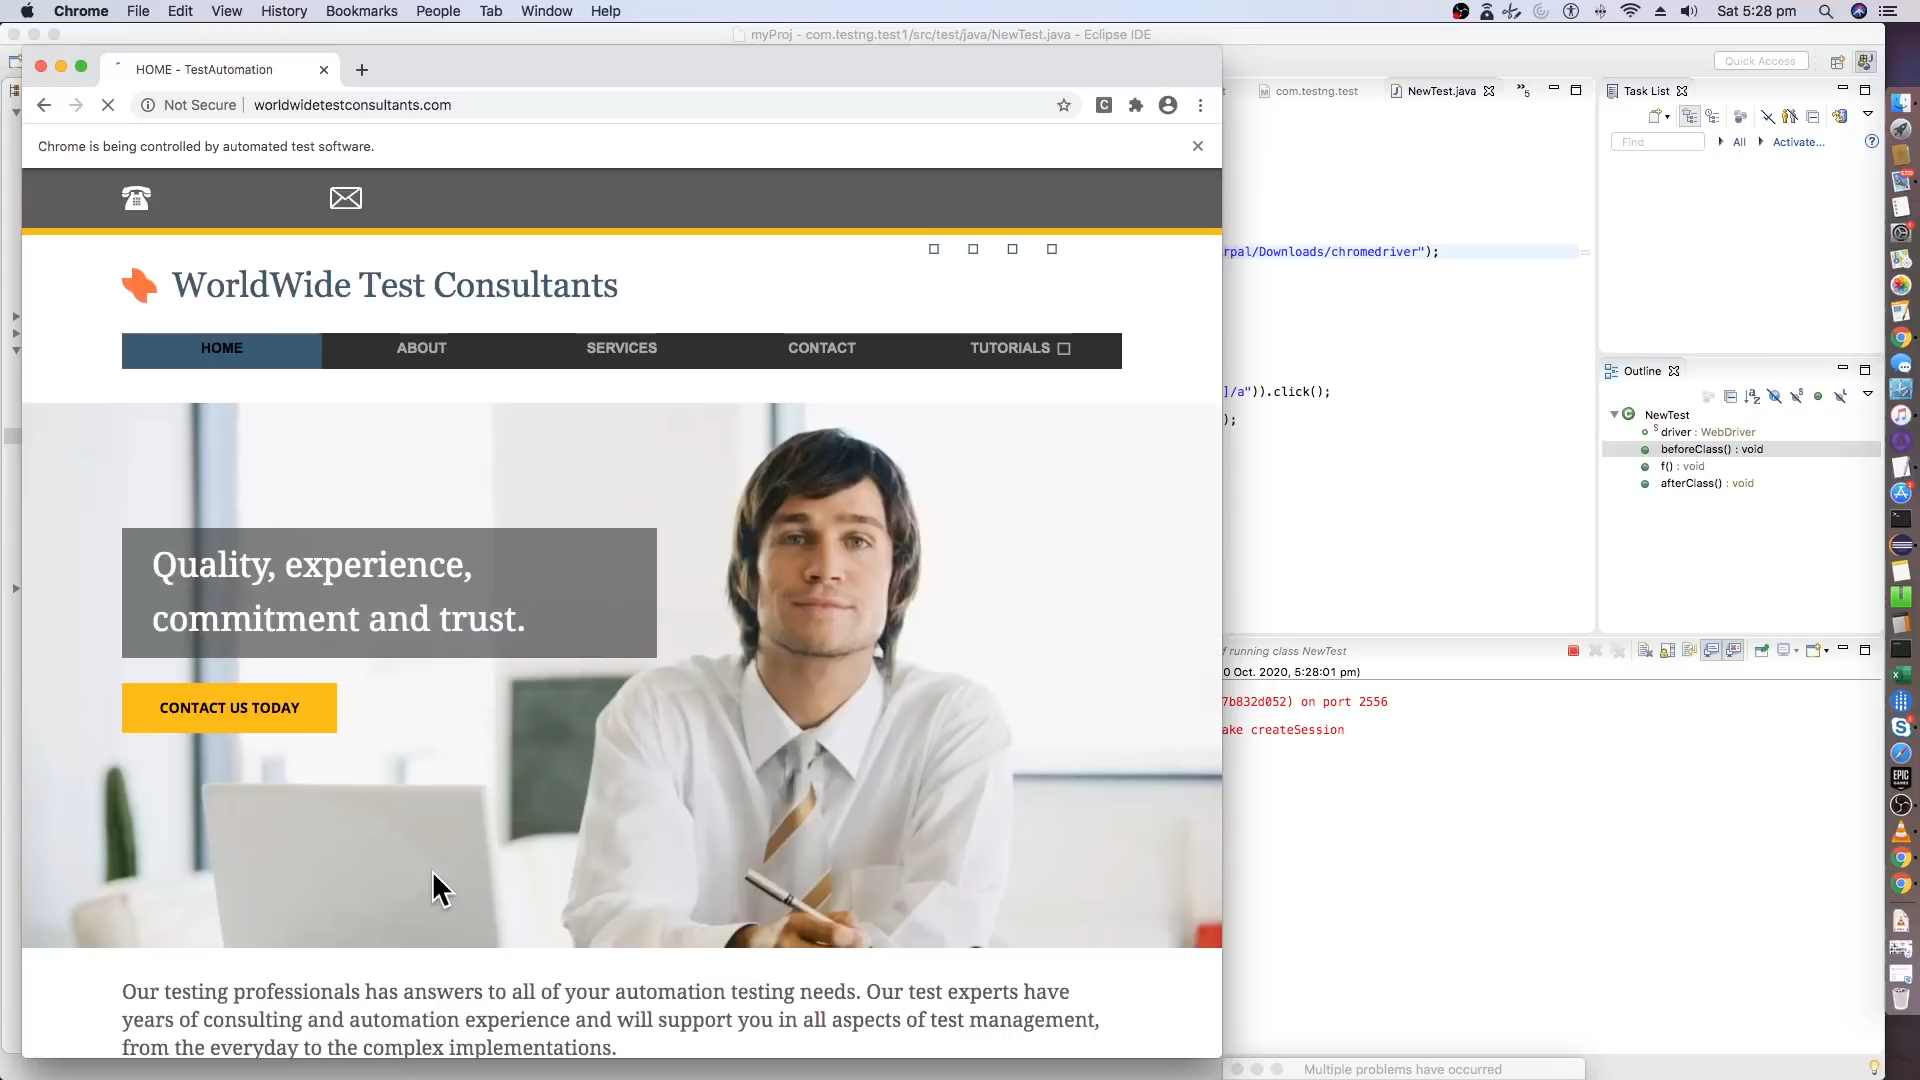 Chrome File Edit View History Bookmarks People Tab Window Help
Sat 5:28 pm
myProj - com.testng.test1/src/test/java/NewTest.java - Eclipse IDE
HOME - TestAutomation
Not Secure worldwidetestconsultants.com
Chrome is being controlled by automated test software.
WorldWide Test Consultants
HOME ABOUT SERVICES CONTACT TUTORIALS
Quality, experience,
commitment and trust.
CONTACT US TODAY
Our testing professionals has answers to all of your automation testing needs. Our test experts have
years of consulting and automation experience and will support you in all aspects of test management,
from the everyday to the complex implementations.
Quick Access
com.testng.test
NewTest.java
5
rpal/Downloads/chromedriver");
]/a")).click();
);
Task List
Find
All
Activate...
Outline
NewTest
driver : WebDriver
beforeClass() : void
f() : void
afterClass() : void
f running class NewTest
0 Oct. 2020, 5:28:01 pm)
7b832d052) on port 2556
ake createSession
Multiple problems have occurred
EPIC
GAMES